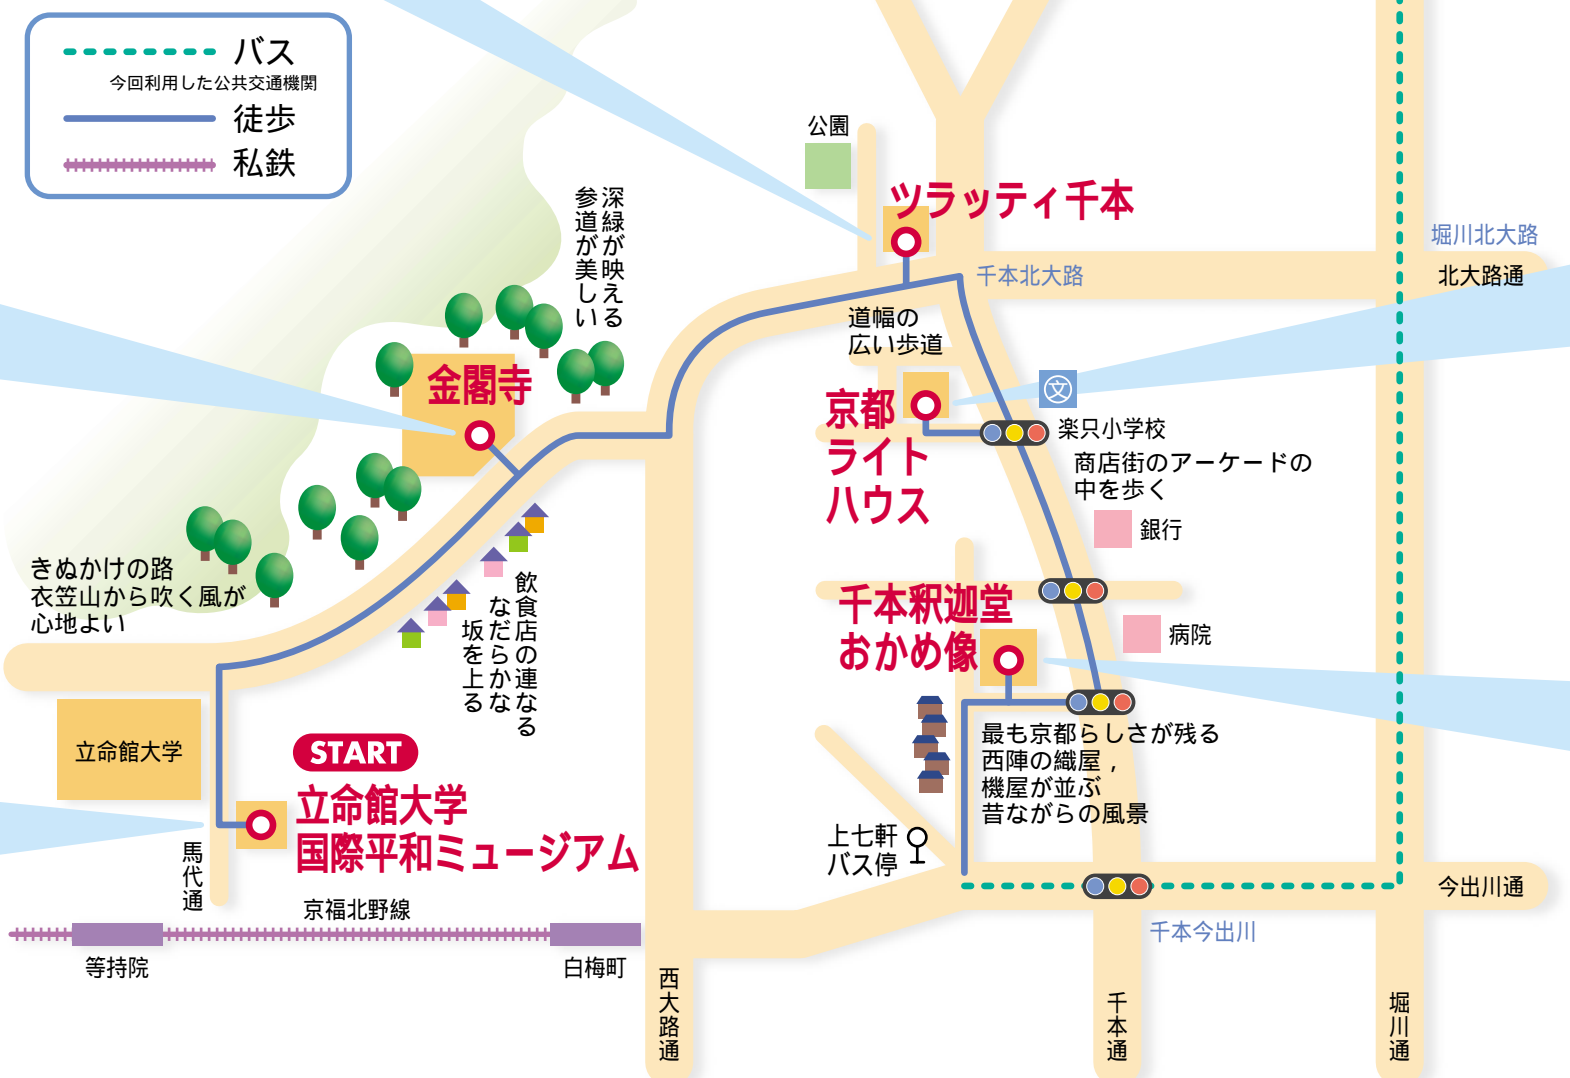 バス
今回利用した公共交通機関
徒歩
私鉄
公園
ツラッティ千本
深緑が映える
参道が美しい
堀川北大路
北大路通
千本北大路
道幅の
広い歩道
金閣寺
京都
ライト
ハウス
文
楽只小学校
商店街のアーケードの
中を歩く
銀行
きぬかけの路
衣笠山から吹く風が
心地よい
飲食店の連なる
なだらかな
坂を上る
千本釈迦堂
おかめ像
病院
立命館大学
START
立命館大学
国際平和ミュージアム
最も京都らしさが残る
西陣の織屋，
機屋が並ぶ
昔ながらの風景
上七軒
バス停
馬代通
京福北野線
今出川通
千本今出川
等持院
白梅町
西大路通
千本通
堀川通